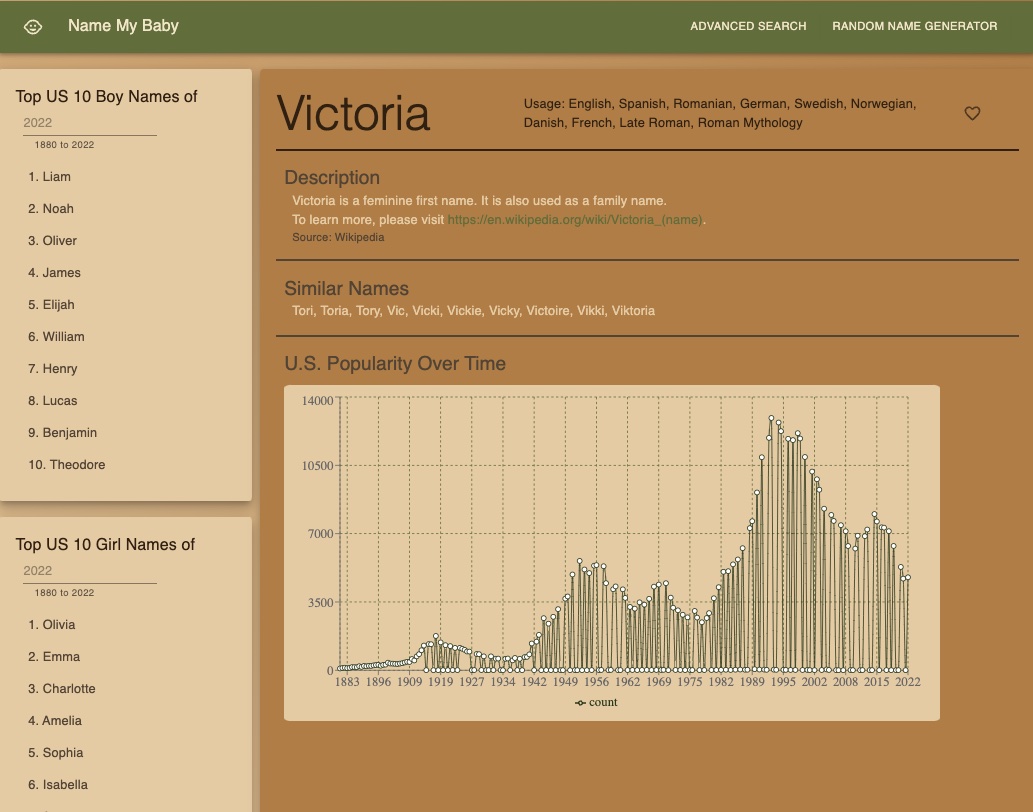 Name My Baby
ADVANCED SEARCH
RANDOM NAME GENERATOR
Top US 10 Boy Names of
2022
1880 to 2022
1. Liam
2. Noah
3. Oliver
4. James
5. Elijah
6. William
7. Henry
8. Lucas
9. Benjamin
10. Theodore
Top US 10 Girl Names of
2022
1880 to 2022
1. Olivia
2. Emma
3. Charlotte
4. Amelia
5. Sophia
6. Isabella
Victoria
Usage: English, Spanish, Romanian, German, Swedish, Norwegian,
Danish, French, Late Roman, Roman Mythology
Description
Victoria is a feminine first name. It is also used as a family name.
To learn more, please visit https://en.wikipedia.org/wiki/Victoria_(name).
Source: Wikipedia
Similar Names
Tori, Toria, Tory, Vic, Vicki, Vickie, Vicky, Victoire, Vikki, Viktoria
U.S. Popularity Over Time
14000
10500
7000
3500
0
1883 1896 1909 1919 1927 1934 1942 1949 1956 1962 1969 1975 1982 1989 1995 2002 2008 2015 2022
count